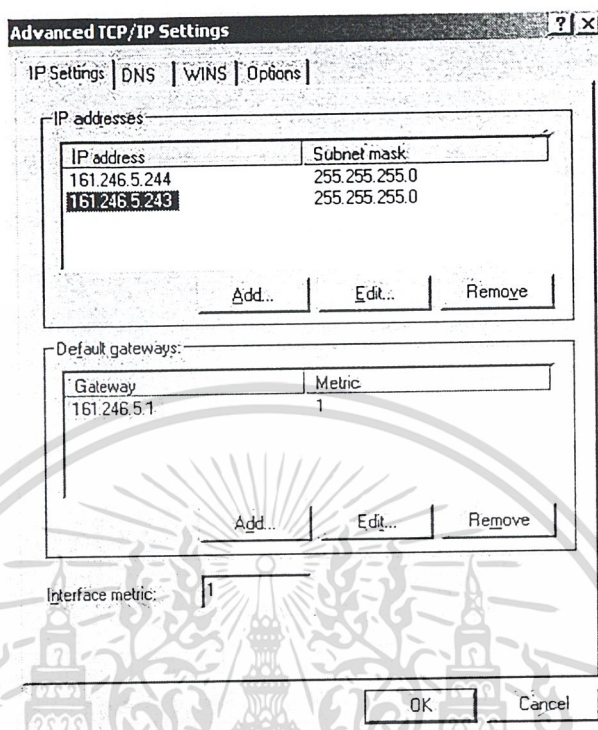 Advanced TCP/IP Settings
IP Settings DNS WINS Options
IP addresses
IP address Subnet mask
161.246.5.244 255.255.255.0
161.246.5.243 255.255.255.0
Add... Edit... Remove
Default gateways:
Gateway Metric
161.246.5.1 1
Add... Edit... Remove
Interface metric: 1
OK Cancel